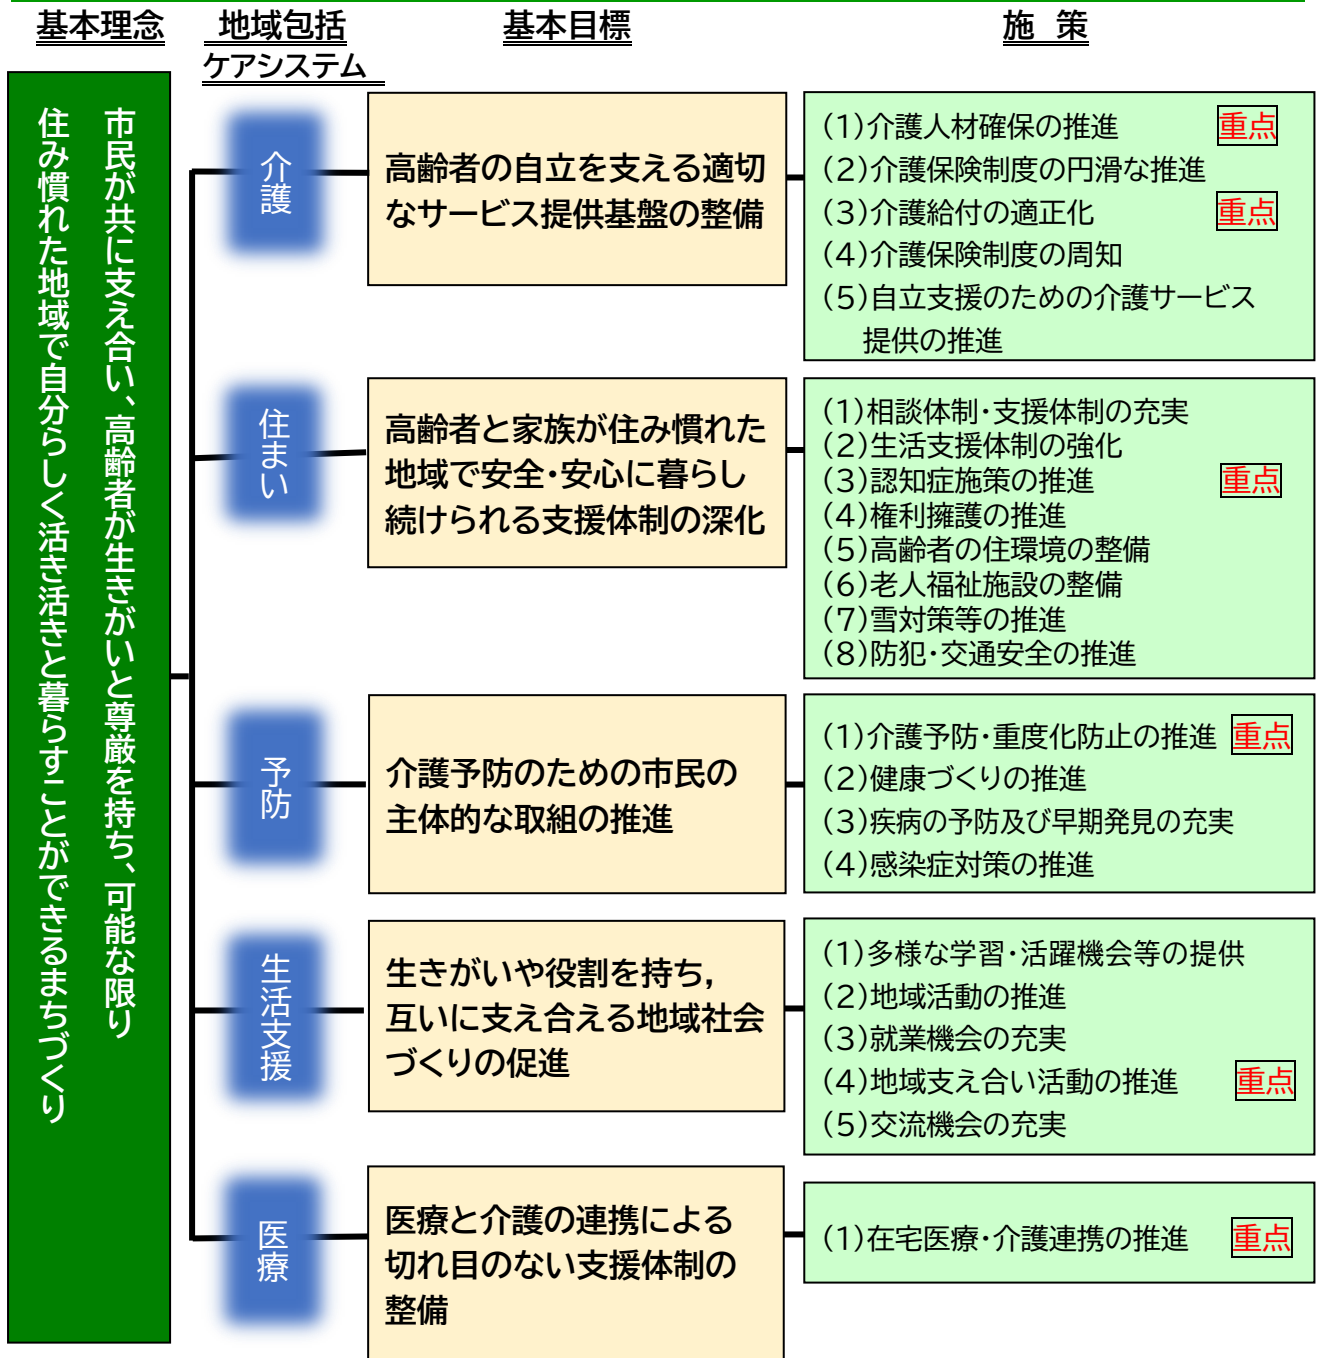 基本理念
地域包括
ケアシステム
基本目標
施 策
市民が共に支え合い、高齢者が生きがいと尊厳を持ち、可能な限り
住み慣れた地域で自分らしく活き活きと暮らすことができるまちづくり
介護
高齢者の自立を支える適切
なサービス提供基盤の整備
(1)介護人材確保の推進 重点
(2)介護保険制度の円滑な推進
(3)介護給付の適正化 重点
(4)介護保険制度の周知
(5)自立支援のための介護サービス
提供の推進
住まい
高齢者と家族が住み慣れた
地域で安全・安心に暮らし
続けられる支援体制の深化
(1)相談体制・支援体制の充実
(2)生活支援体制の強化
(3)認知症施策の推進 重点
(4)権利擁護の推進
(5)高齢者の住環境の整備
(6)老人福祉施設の整備
(7)雪対策等の推進
(8)防犯・交通安全の推進
予防
介護予防のための市民の
主体的な取組の推進
(1)介護予防・重度化防止の推進 重点
(2)健康づくりの推進
(3)疾病の予防及び早期発見の充実
(4)感染症対策の推進
生活支援
生きがいや役割を持ち,
互いに支え合える地域社会
づくりの促進
(1)多様な学習・活躍機会等の提供
(2)地域活動の推進
(3)就業機会の充実
(4)地域支え合い活動の推進 重点
(5)交流機会の充実
医療
医療と介護の連携による
切れ目のない支援体制の
整備
(1)在宅医療・介護連携の推進 重点